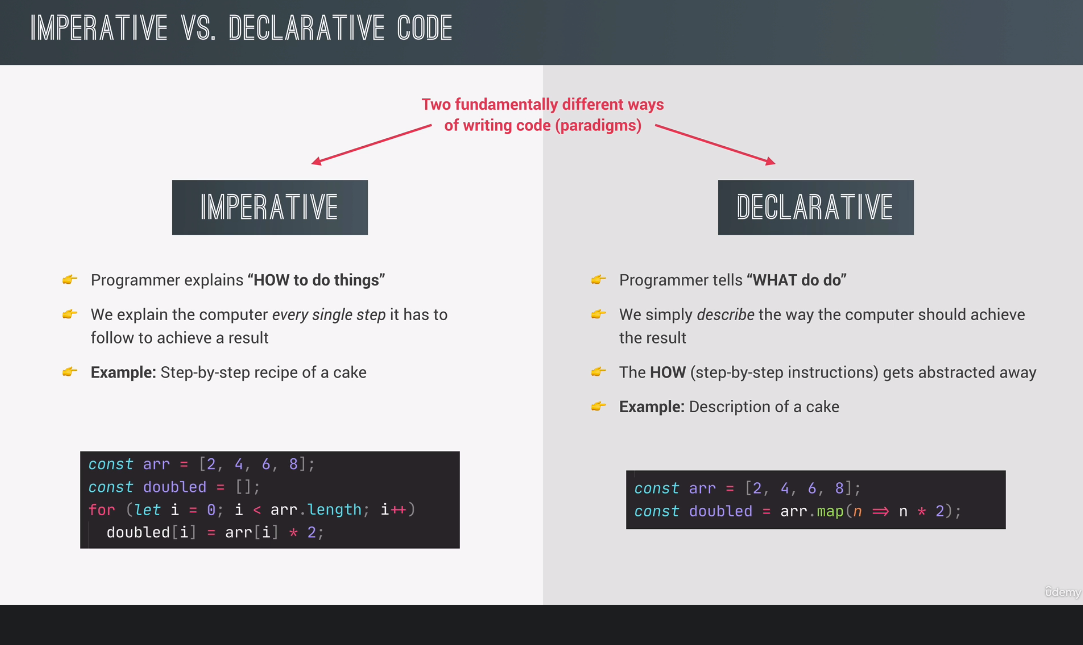 IMPERATIVE VS. DECLARATIVE CODE
Two fundamentally different ways
of writing code (paradigms)
IMPERATIVE
👉 Programmer explains “HOW to do things”
👉 We explain the computer every single step it has to
follow to achieve a result
👉 Example: Step-by-step recipe of a cake
const arr = [2, 4, 6, 8];
const doubled = [];
for (let i = 0; i < arr.length; i++)
doubled[i] = arr[i] * 2;
DECLARATIVE
👉 Programmer tells “WHAT do do”
👉 We simply describe the way the computer should achieve
the result
👉 The HOW (step-by-step instructions) gets abstracted away
👉 Example: Description of a cake
const arr = [2, 4, 6, 8];
const doubled = arr.map(n => n * 2);
Udemy